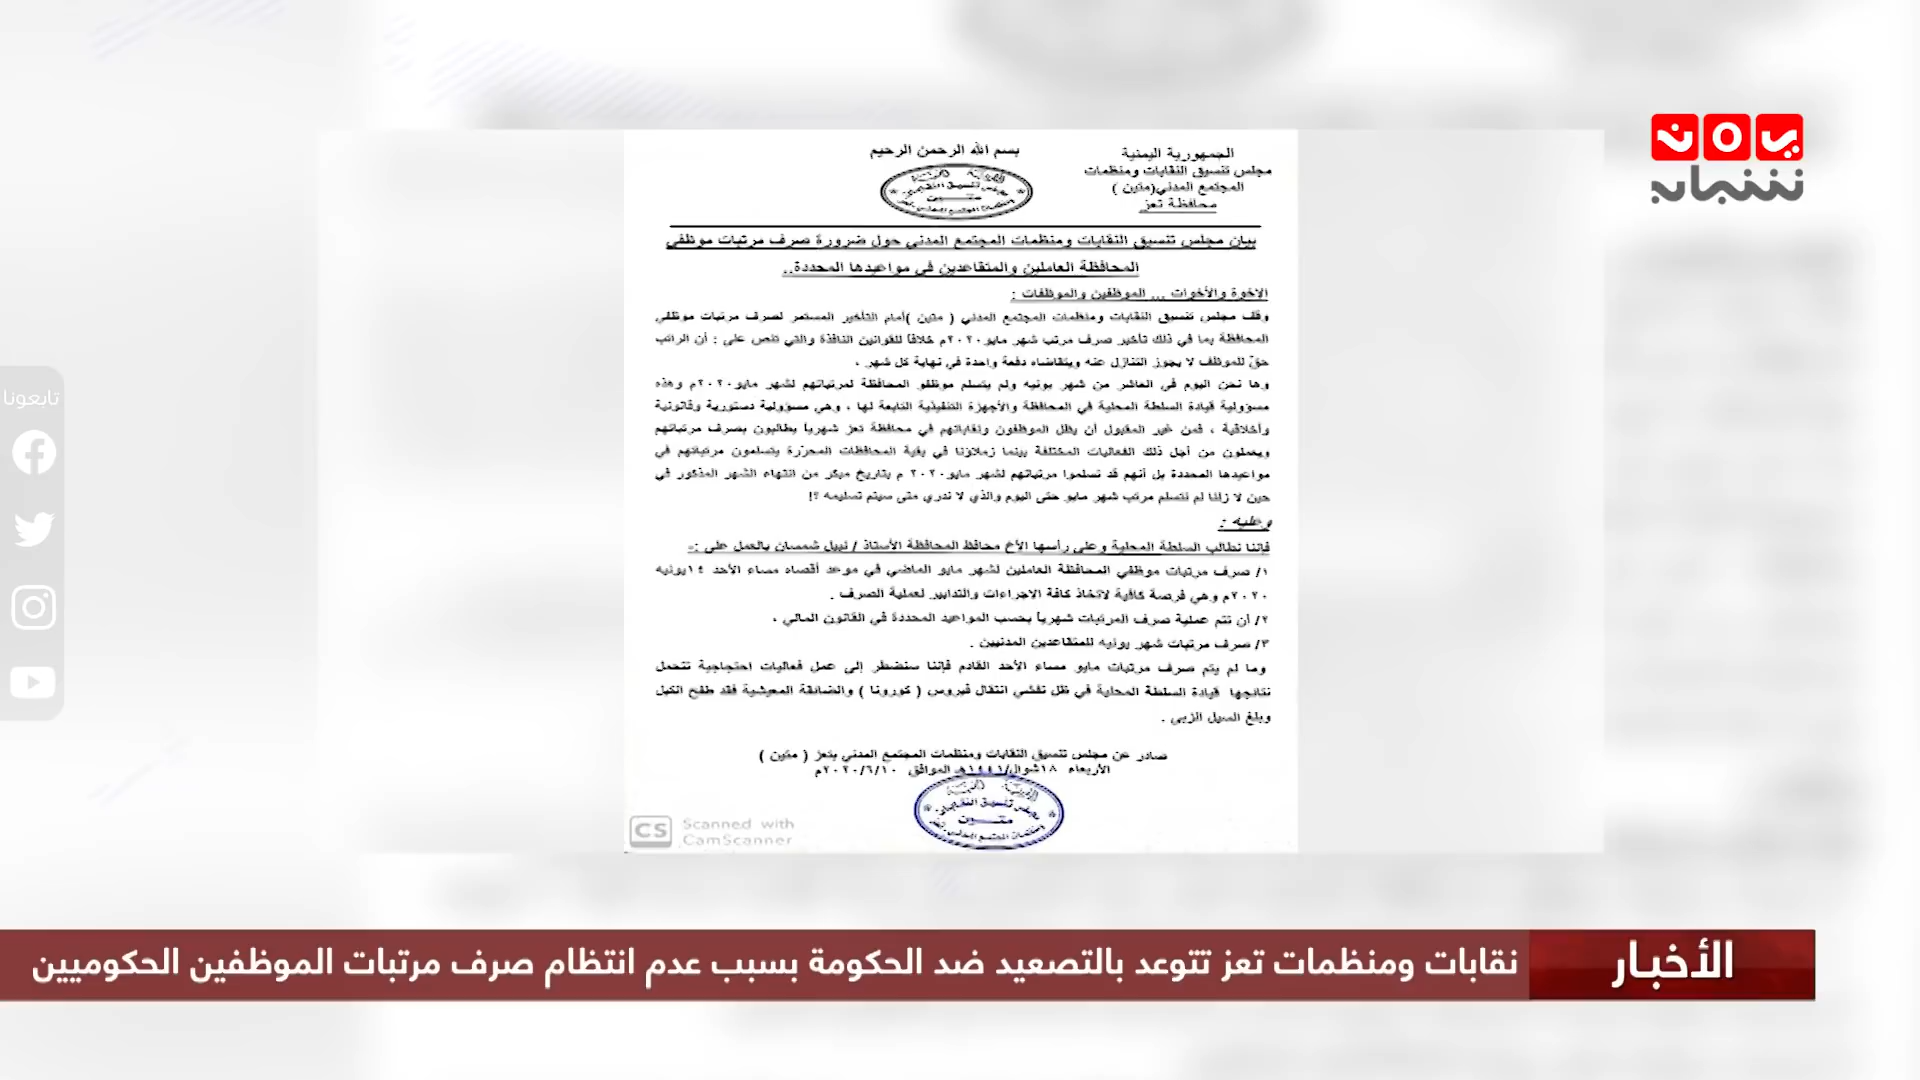 يمن
شباب
بسم الله الرحمن الرحيم
الجمهورية اليمنية
مجلس تنسيق النقابات ومنظمات
المجتمع المدني(متين )
محافظة تعز
بيان مجلس تنسيق النقابات ومنظمات المجتمع المدني حول ضرورة صرف مرتبات موظفي
المحافظة العاملين والمتقاعدين في مواعيدها المحددة..
الاخوة والأخوات ... الموظفين والموظفات :
وقف مجلس تنسيق النقابات ومنظمات المجتمع المدني ( متين )أمام التأخير المستمر لصرف مرتبات موظفي
المحافظة بما في ذلك تأخير صرف مرتب شهر مايو٢٠٢٠م خلافاً للقوانين النافذة والتي تنص على : أن الراتب
حقّ للموظف لا يجوز التنازل عنه ويتقاضاه دفعة واحدة في نهاية كل شهر .
وها نحن اليوم في العاشر من شهر يونيه ولم يتسلم موظفو المحافظة لمرتباتهم لشهر مايو٢٠٢٠م وهذه
مسؤولية قيادة السلطة المحلية في المحافظة والأجهزة التنفيذية التابعة لها ، وهي مسؤولية دستورية وقانونية
وأخلاقية ، فمن غير المقبول أن يظل الموظفون ونقاباتهم في محافظة تعز شهرياً يطالبون بصرف مرتباتهم
ويعملون من أجل ذلك الفعاليات المختلفة بينما زملاؤنا في بقية المحافظات المحرّرة يتسلمون مرتباتهم في
مواعيدها المحددة بل أنهم قد تسلموا مرتباتهم لشهر مايو٢٠٢٠ م بتاريخ مبكر من انتهاء الشهر المذكور في
حين لا زلنا لم نتسلم مرتب شهر مايو حتى اليوم والذي لا ندري متى سيتم تسليمه ؟!
وعليه :
فإننا نطالب السلطة المحلية وعلى رأسها الأخ محافظ المحافظة الأستاذ / نبيل شمسان بالعمل على :-
١/ صرف مرتبات موظفي المحافظة العاملين لشهر مايو الماضي في موعد أقصاه مساء الأحد ١٤يونيه
٢٠٢٠م وهي فرصة كافية لاتخاذ كافة الاجراءات والتدابير لعملية الصرف .
٢/ أن تتم عملية صرف المرتبات شهرياً بحسب المواعيد المحددة في القانون المالي .
٣/ صرف مرتبات شهر يونيه للمتقاعدين المدنيين .
وما لم يتم صرف مرتبات مايو مساء الأحد القادم فإننا سنضطر إلى عمل فعاليات إحتجاجية تتحمل
نتائجها قيادة السلطة المحلية في ظل تفشي انتقال فيروس ( كورونا ) والضائقة المعيشية فقد طفح الكيل
وبلغ السيل الزبى .
صادر عن مجلس تنسيق النقابات ومنظمات المجتمع المدني بتعز ( متين )
الأربعاء ١٨شوال/١٤٤١هـ الموافق ٢٠٢٠/٦/١٠م
مجلس تنسيق النقابات
متين
CS Scanned with
CamScanner
تابعونا
الأخبار
نقابات ومنظمات تعز تتوعد بالتصعيد ضد الحكومة بسبب عدم انتظام صرف مرتبات الموظفين الحكوميين